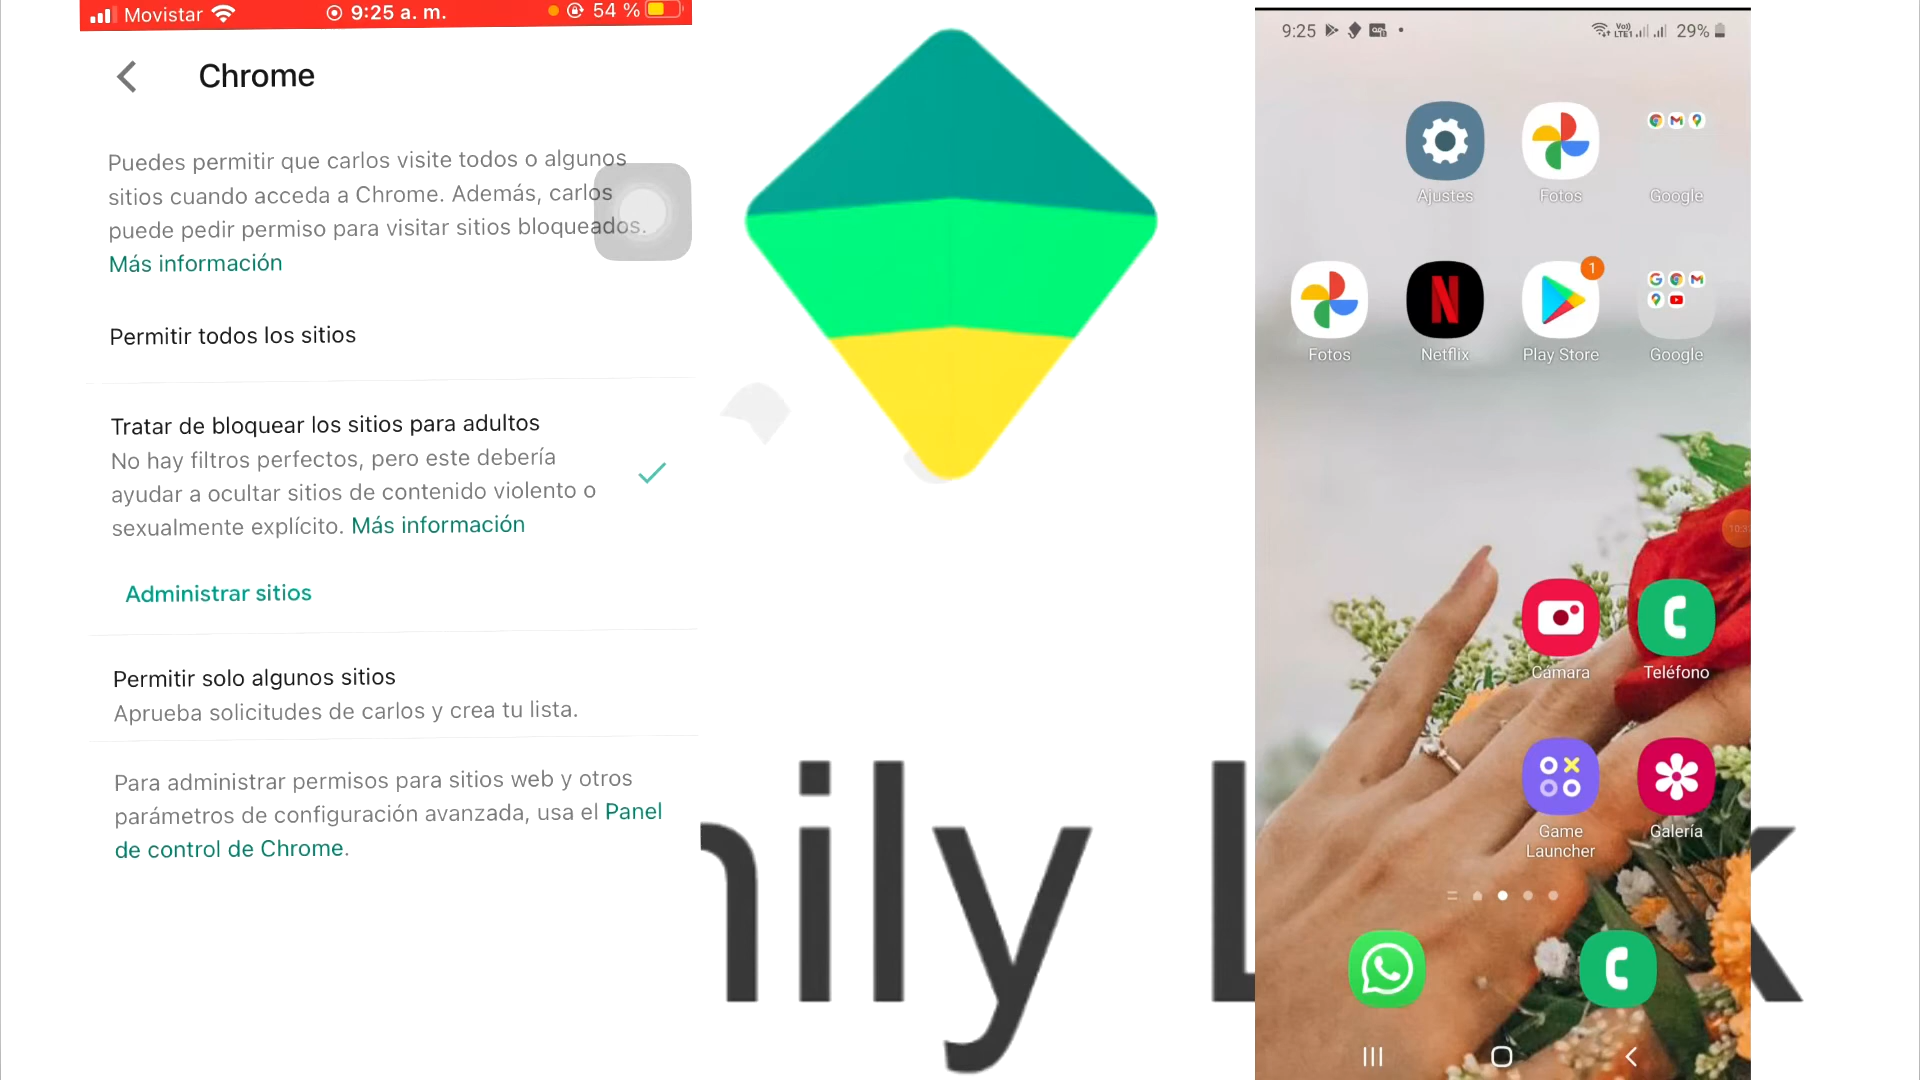 Movistar
9:25 a. m.
54 %
Chrome
Puedes permitir que carlos visite todos o algunos
sitios cuando acceda a Chrome. Además, carlos
puede pedir permiso para visitar sitios bloqueados.
Más información
Permitir todos los sitios
Tratar de bloquear los sitios para adultos
No hay filtros perfectos, pero este debería
ayudar a ocultar sitios de contenido violento o
sexualmente explícito. Más información
Administrar sitios
Permitir solo algunos sitios
Aprueba solicitudes de carlos y crea tu lista.
Para administrar permisos para sitios web y otros
parámetros de configuración avanzada, usa el Panel
de control de Chrome.
ily L
9:25
29%
Ajustes
Fotos
Google
1
Fotos
Netflix
Play Store
Google
Cámara
Teléfono
Game
Launcher
Galería